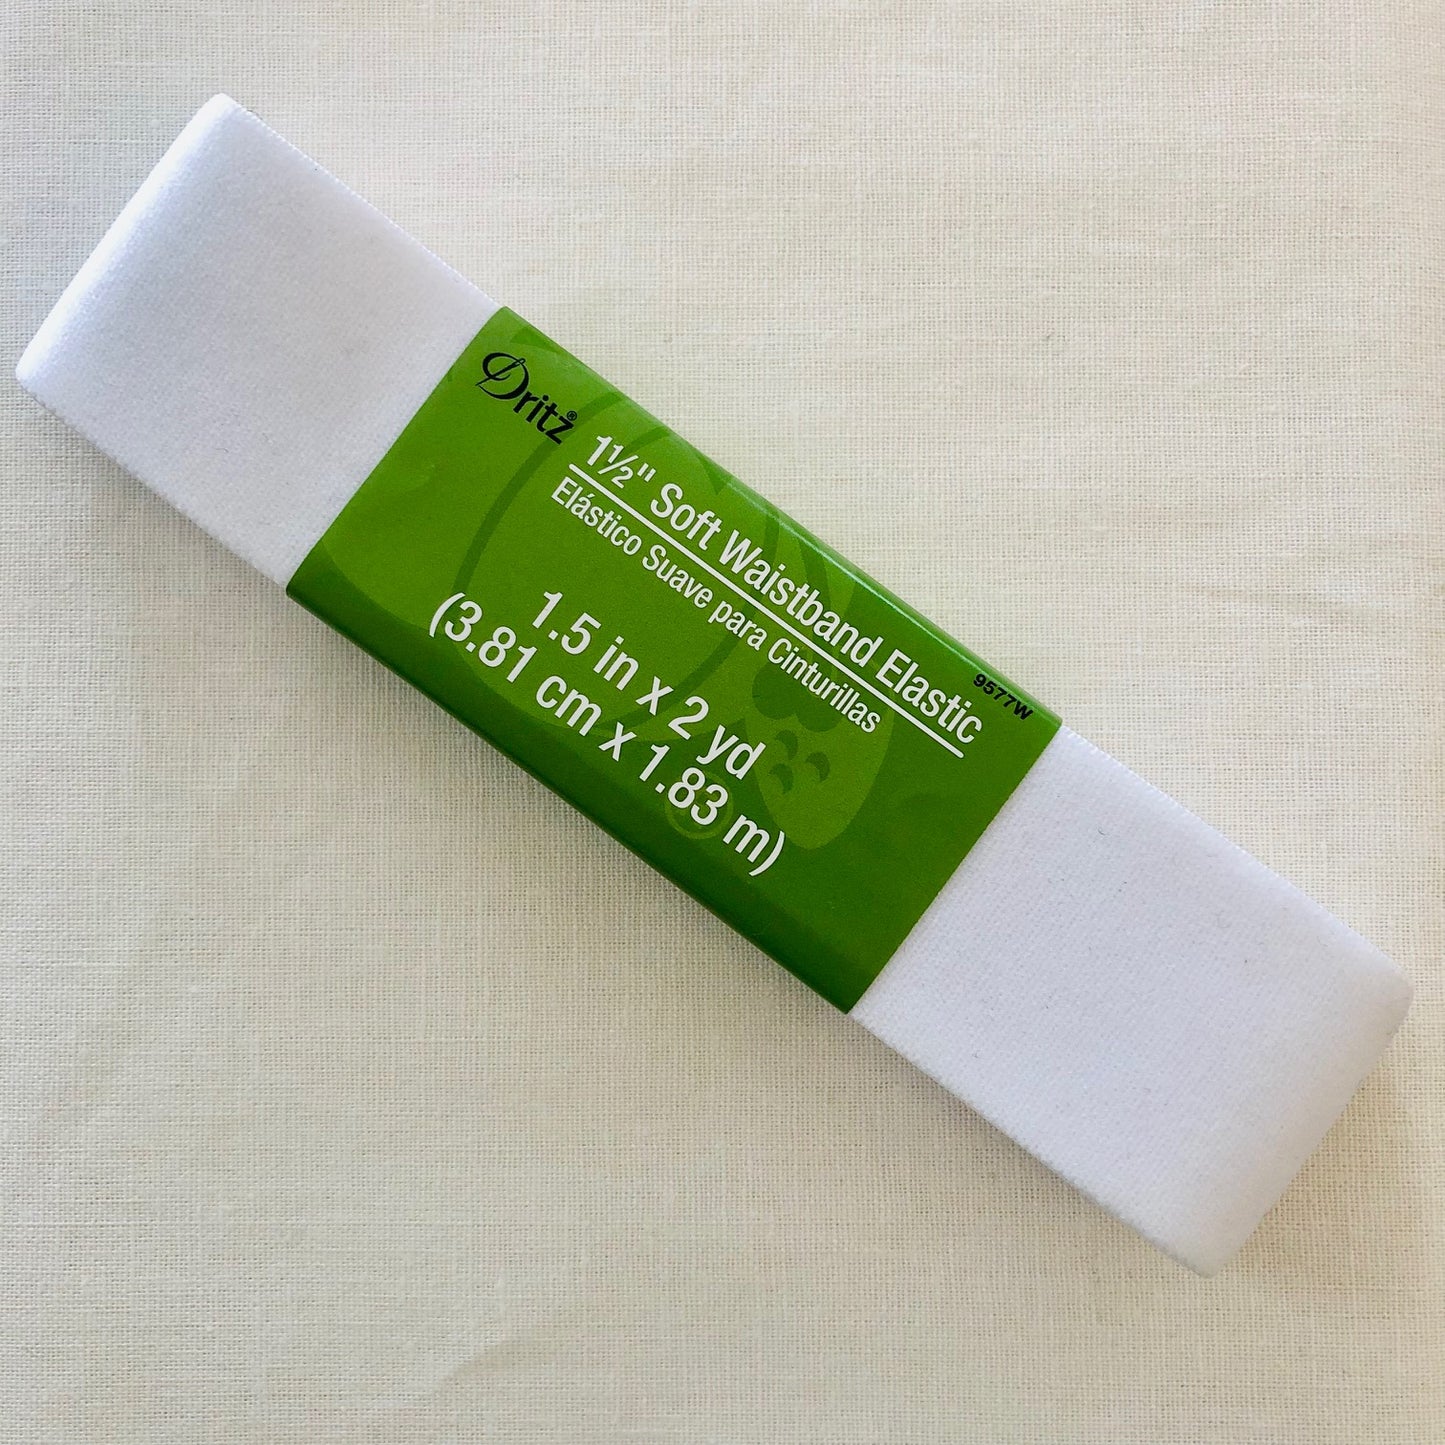 Dritz®
1½" Soft Waistband Elastic
Elástico Suave para Cinturillas
9577W
1.5 in x 2 yd
(3.81 cm x 1.83 m)